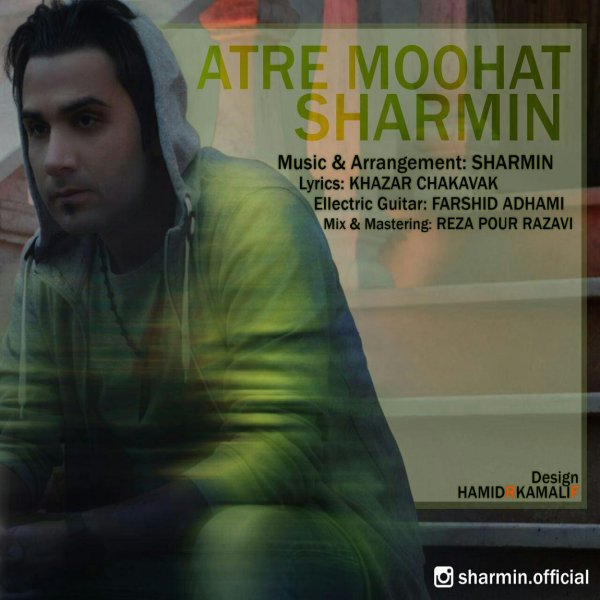 ATRE MOOHAT
SHARMIN
Music & Arrangement: SHARMIN
Lyrics: KHAZAR CHAKAVAK
Ellectric Guitar: FARSHID ADHAMI
Mix & Mastering: REZA POUR RAZAVI
Design
HAMIDRKAMALIF
sharmin.official